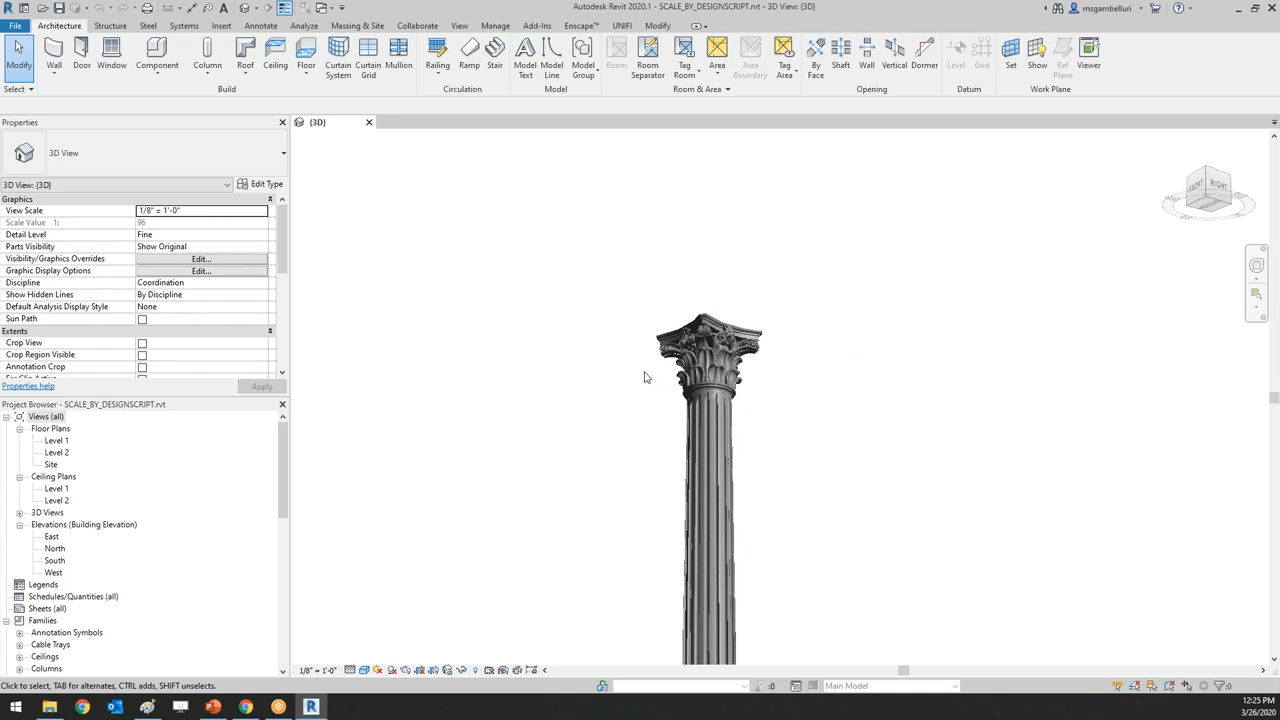 Autodesk Revit 2020.1 - SCALE_BY_DESIGNSCRIPT.rvt - 3D View: {3D}
msgambelluri
File Architecture Structure Steel Systems Insert Annotate Analyze Massing & Site Collaborate View Manage Add-Ins Enscape™ UNIFI Modify
Modify Wall Door Window Component Column Roof Ceiling Floor Curtain System Curtain Grid Mullion Railing Ramp Stair Model Text Model Line Model Group Room Room Separator Tag Room Area Area Boundary Tag Area By Face Shaft Wall Vertical Dormer Level Grid Set Show Ref Plane Viewer
Select Build Circulation Model Room & Area Opening Datum Work Plane
Properties
{3D}
3D View
3D View: {3D} Edit Type
Graphics
View Scale 1/8" = 1'-0"
Scale Value 1: 96
Detail Level Fine
Parts Visibility Show Original
Visibility/Graphics Overrides Edit...
Graphic Display Options Edit...
Discipline Coordination
Show Hidden Lines By Discipline
Default Analysis Display Style None
Sun Path
Extents
Crop View
Crop Region Visible
Annotation Crop
Properties help Apply
Project Browser - SCALE_BY_DESIGNSCRIPT.rvt
Views (all)
Floor Plans
Level 1
Level 2
Site
Ceiling Plans
Level 1
Level 2
3D Views
Elevations (Building Elevation)
East
North
South
West
Legends
Schedules/Quantities (all)
Sheets (all)
Families
Annotation Symbols
Cable Trays
Ceilings
Columns
FRONT RIGHT
1/8" = 1'-0"
Click to select, TAB for alternates, CTRL adds, SHIFT unselects.
:0 Main Model :0
12:25 PM
3/26/2020